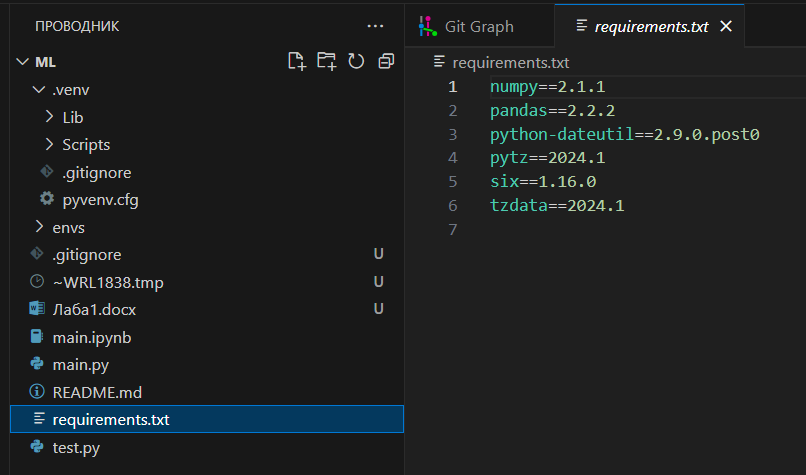 ПРОВОДНИК ...
ML
.venv
Lib
Scripts
.gitignore
pyvenv.cfg
envs
.gitignore U
~WRL1838.tmp U
Лаба1.docx U
main.ipynb
main.py
README.md
requirements.txt
test.py
Git Graph
requirements.txt
requirements.txt
1 numpy==2.1.1
2 pandas==2.2.2
3 python-dateutil==2.9.0.post0
4 pytz==2024.1
5 six==1.16.0
6 tzdata==2024.1
7